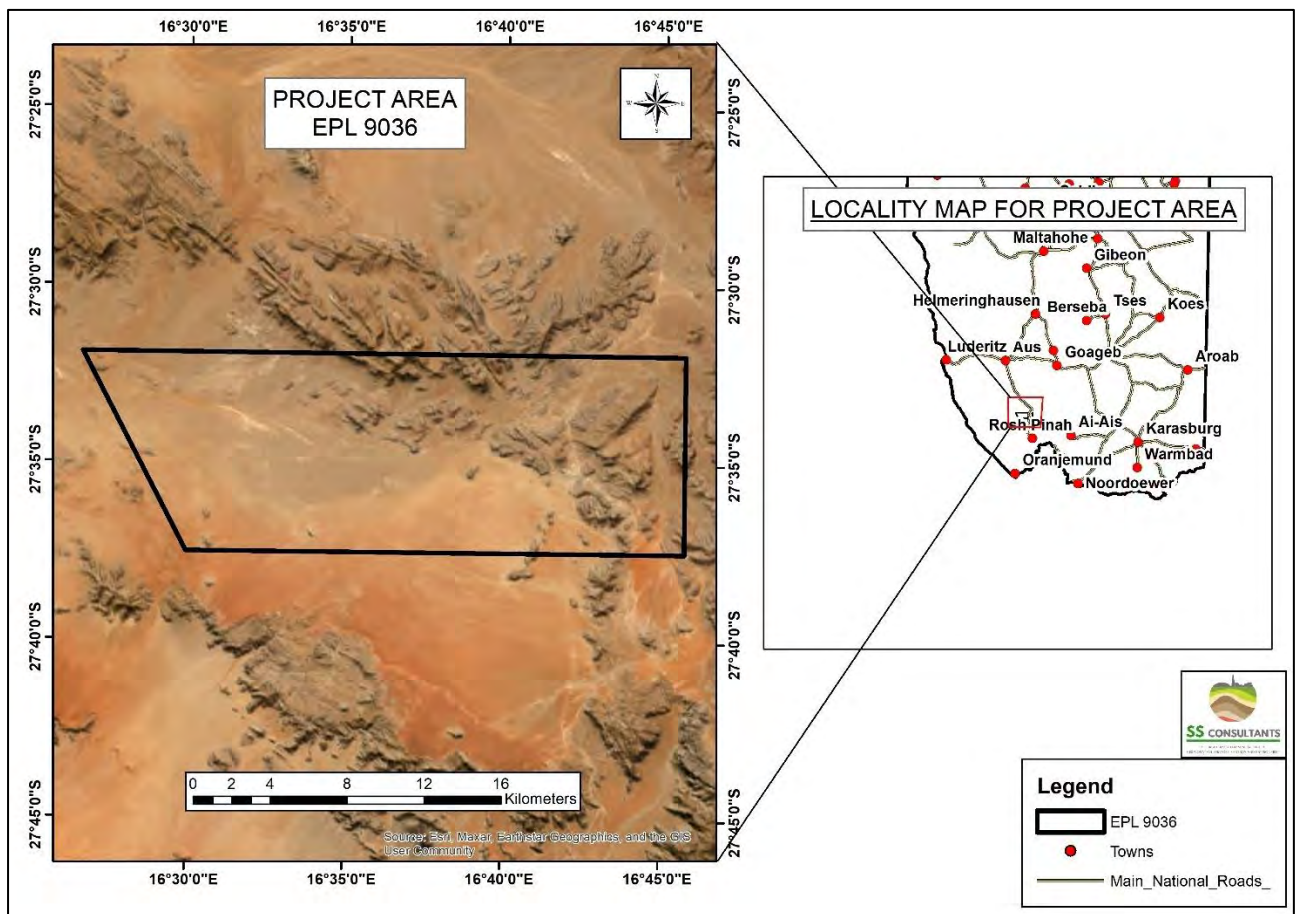 16°30'0"E 16°35'0"E 16°40'0"E 16°45'0"E
27°25'0"S
27°30'0"S
27°35'0"S
27°40'0"S
27°45'0"S
PROJECT AREA
EPL 9036
N
W E
S
27°25'0"S
27°30'0"S
27°35'0"S
27°40'0"S
27°45'0"S
0 2 4 8 12 16
Kilometers
Source: Esri, Maxar, Earthstar Geographics, and the GIS
User Community
16°30'0"E 16°35'0"E 16°40'0"E 16°45'0"E
LOCALITY MAP FOR PROJECT AREA
Maltahohe
Gibeon
Helmeringhausen
Berseba
Tses
Koes
Luderitz
Aus
Goageb
Aroab
Rosh Pinah
Ai-Ais
Karasburg
Warmbad
Oranjemund
Noordoewer
SS CONSULTANTS
Legend
EPL 9036
Towns
Main_National_Roads_